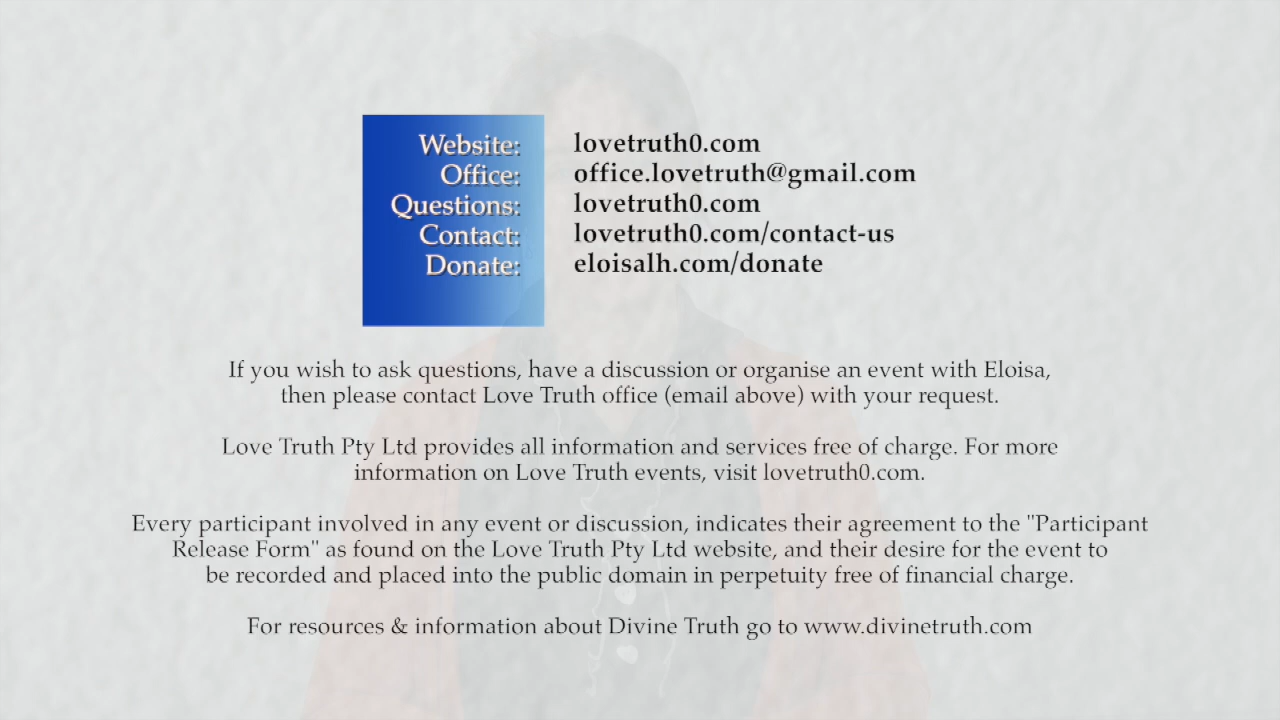 Website: lovetruth0.com
Office: office.lovetruth@gmail.com
Questions: lovetruth0.com
Contact: lovetruth0.com/contact-us
Donate: eloisalh.com/donate
If you wish to ask questions, have a discussion or organise an event with Eloisa,
then please contact Love Truth office (email above) with your request.
Love Truth Pty Ltd provides all information and services free of charge. For more
information on Love Truth events, visit lovetruth0.com.
Every participant involved in any event or discussion, indicates their agreement to the "Participant
Release Form" as found on the Love Truth Pty Ltd website, and their desire for the event to
be recorded and placed into the public domain in perpetuity free of financial charge.
For resources & information about Divine Truth go to www.divinetruth.com